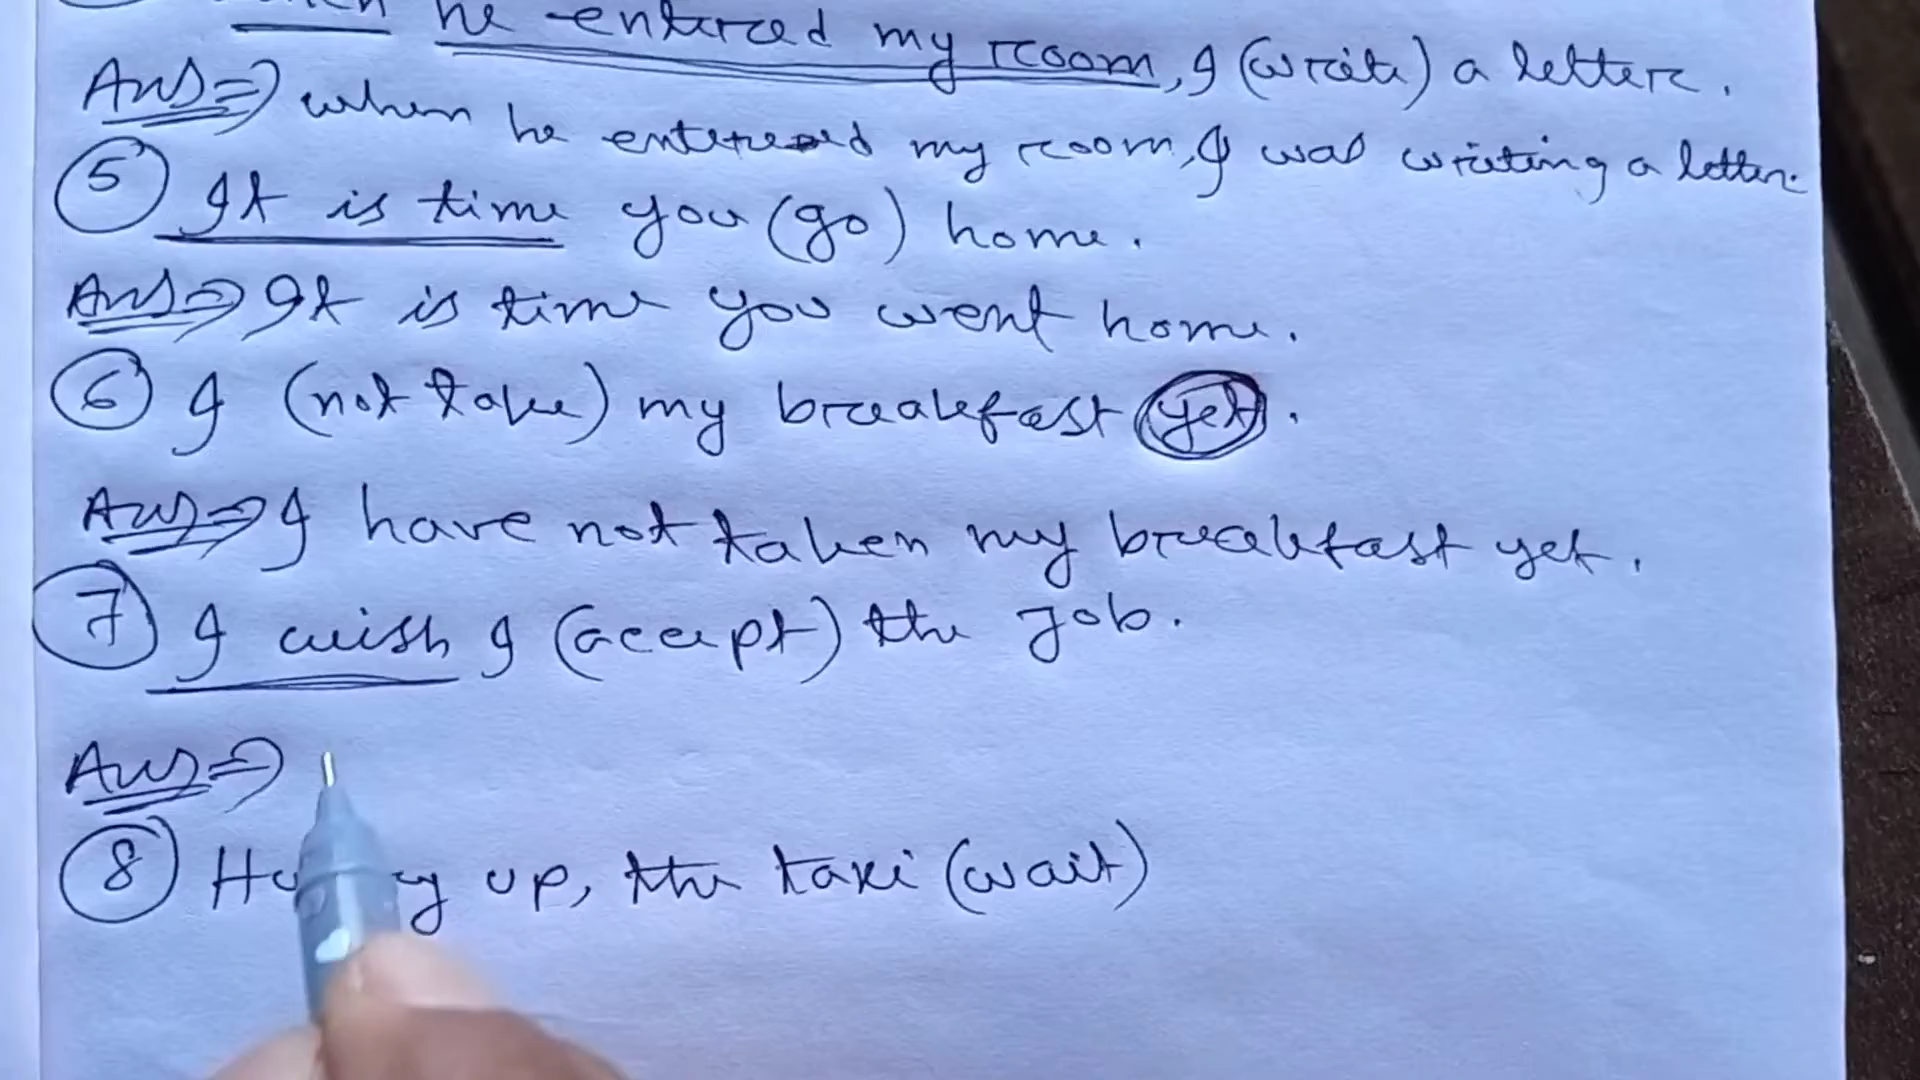 he entered my room, I (write) a letter.
Ans⇒ when he entered my room, I was writing a letter.
5 It is time you (go) home.
Ans⇒ It is time you went home.
6 I (not take) my breakfast yet.
Ans⇒ I have not taken my breakfast yet.
7 I wish I (accept) the job.
Ans⇒
8 up, the taxi (wait)